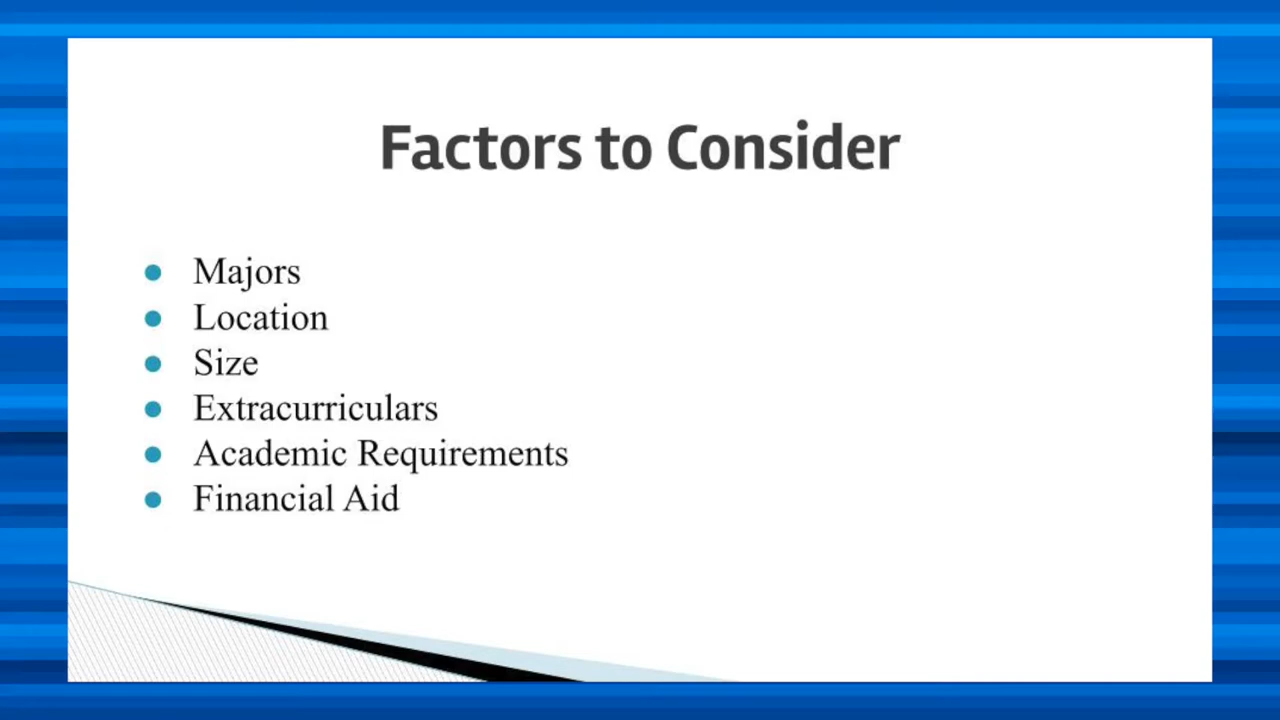 Factors to Consider
Majors
Location
Size
Extracurriculars
Academic Requirements
Financial Aid